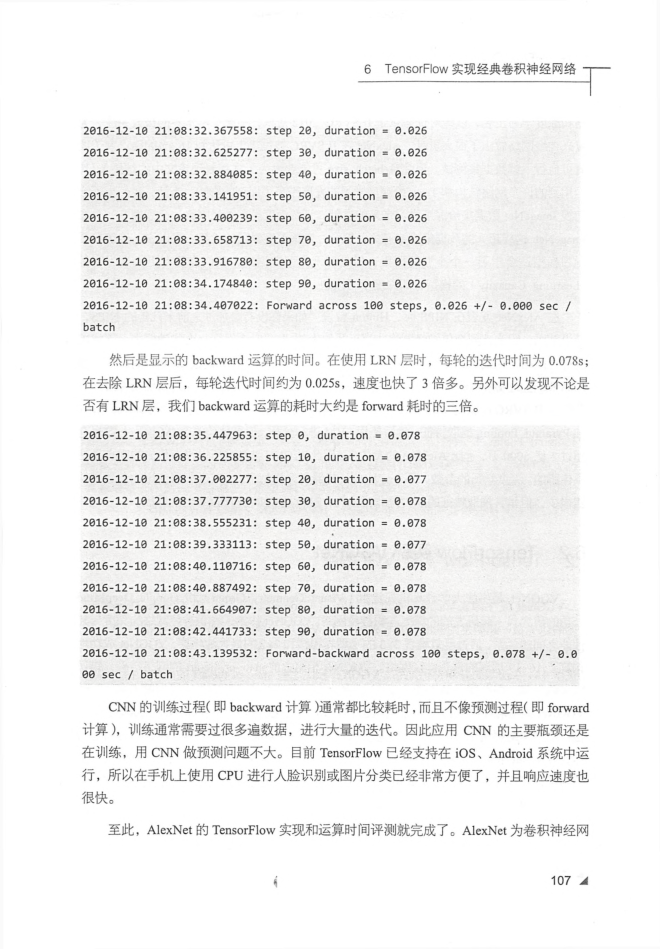 6 TensorFlow 实现经典卷积神经网络
2016-12-10 21:08:32.367558: step 20, duration = 0.026
2016-12-10 21:08:32.625277: step 30, duration = 0.026
2016-12-10 21:08:32.884085: step 40, duration = 0.026
2016-12-10 21:08:33.141951: step 50, duration = 0.026
2016-12-10 21:08:33.400239: step 60, duration = 0.026
2016-12-10 21:08:33.658713: step 70, duration = 0.026
2016-12-10 21:08:33.916780: step 80, duration = 0.026
2016-12-10 21:08:34.174840: step 90, duration = 0.026
2016-12-10 21:08:34.407022: Forward across 100 steps, 0.026 +/- 0.000 sec /
batch
然后是显示的 backward 运算的时间。在使用 LRN 层时，每轮的迭代时间为 0.078s；
在去除 LRN 层后，每轮迭代时间约为 0.025s，速度也快了 3 倍多。另外可以发现不论是
否有 LRN 层，我们 backward 运算的耗时大约是 forward 耗时的三倍。
2016-12-10 21:08:35.447963: step 0, duration = 0.078
2016-12-10 21:08:36.225855: step 10, duration = 0.078
2016-12-10 21:08:37.002277: step 20, duration = 0.077
2016-12-10 21:08:37.777730: step 30, duration = 0.078
2016-12-10 21:08:38.555231: step 40, duration = 0.078
2016-12-10 21:08:39.333113: step 50, duration = 0.077
2016-12-10 21:08:40.110716: step 60, duration = 0.078
2016-12-10 21:08:40.887492: step 70, duration = 0.078
2016-12-10 21:08:41.664907: step 80, duration = 0.078
2016-12-10 21:08:42.441733: step 90, duration = 0.078
2016-12-10 21:08:43.139532: Forward-backward across 100 steps, 0.078 +/- 0.0
00 sec / batch
CNN 的训练过程（即 backward 计算）通常都比较耗时，而且不像预测过程（即 forward
计算），训练通常需要过很多遍数据，进行大量的迭代。因此应用 CNN 的主要瓶颈还是
在训练，用 CNN 做预测问题不大。目前 TensorFlow 已经支持在 iOS、Android 系统中运
行，所以在手机上使用 CPU 进行人脸识别或图片分类已经非常方便了，并且响应速度也
很快。
至此，AlexNet 的 TensorFlow 实现和运算时间评测就完成了。AlexNet 为卷积神经网
107